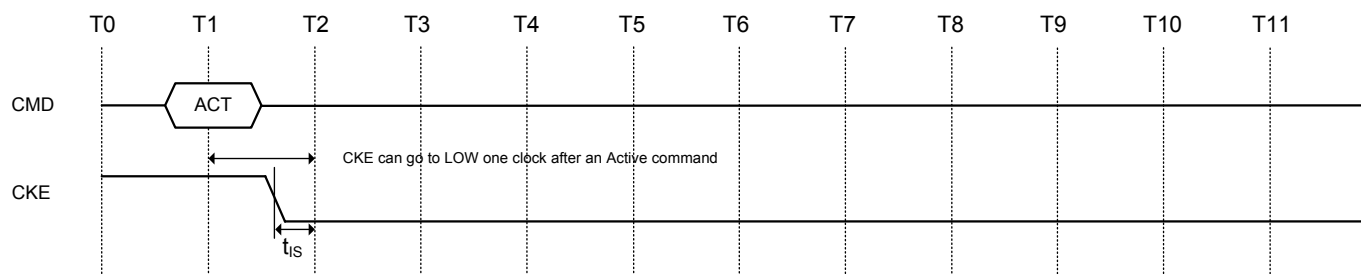 T0 T1 T2 T3 T4 T5 T6 T7 T8 T9 T10 T11
CMD ACT
CKE can go to LOW one clock after an Active command
CKE
tIS